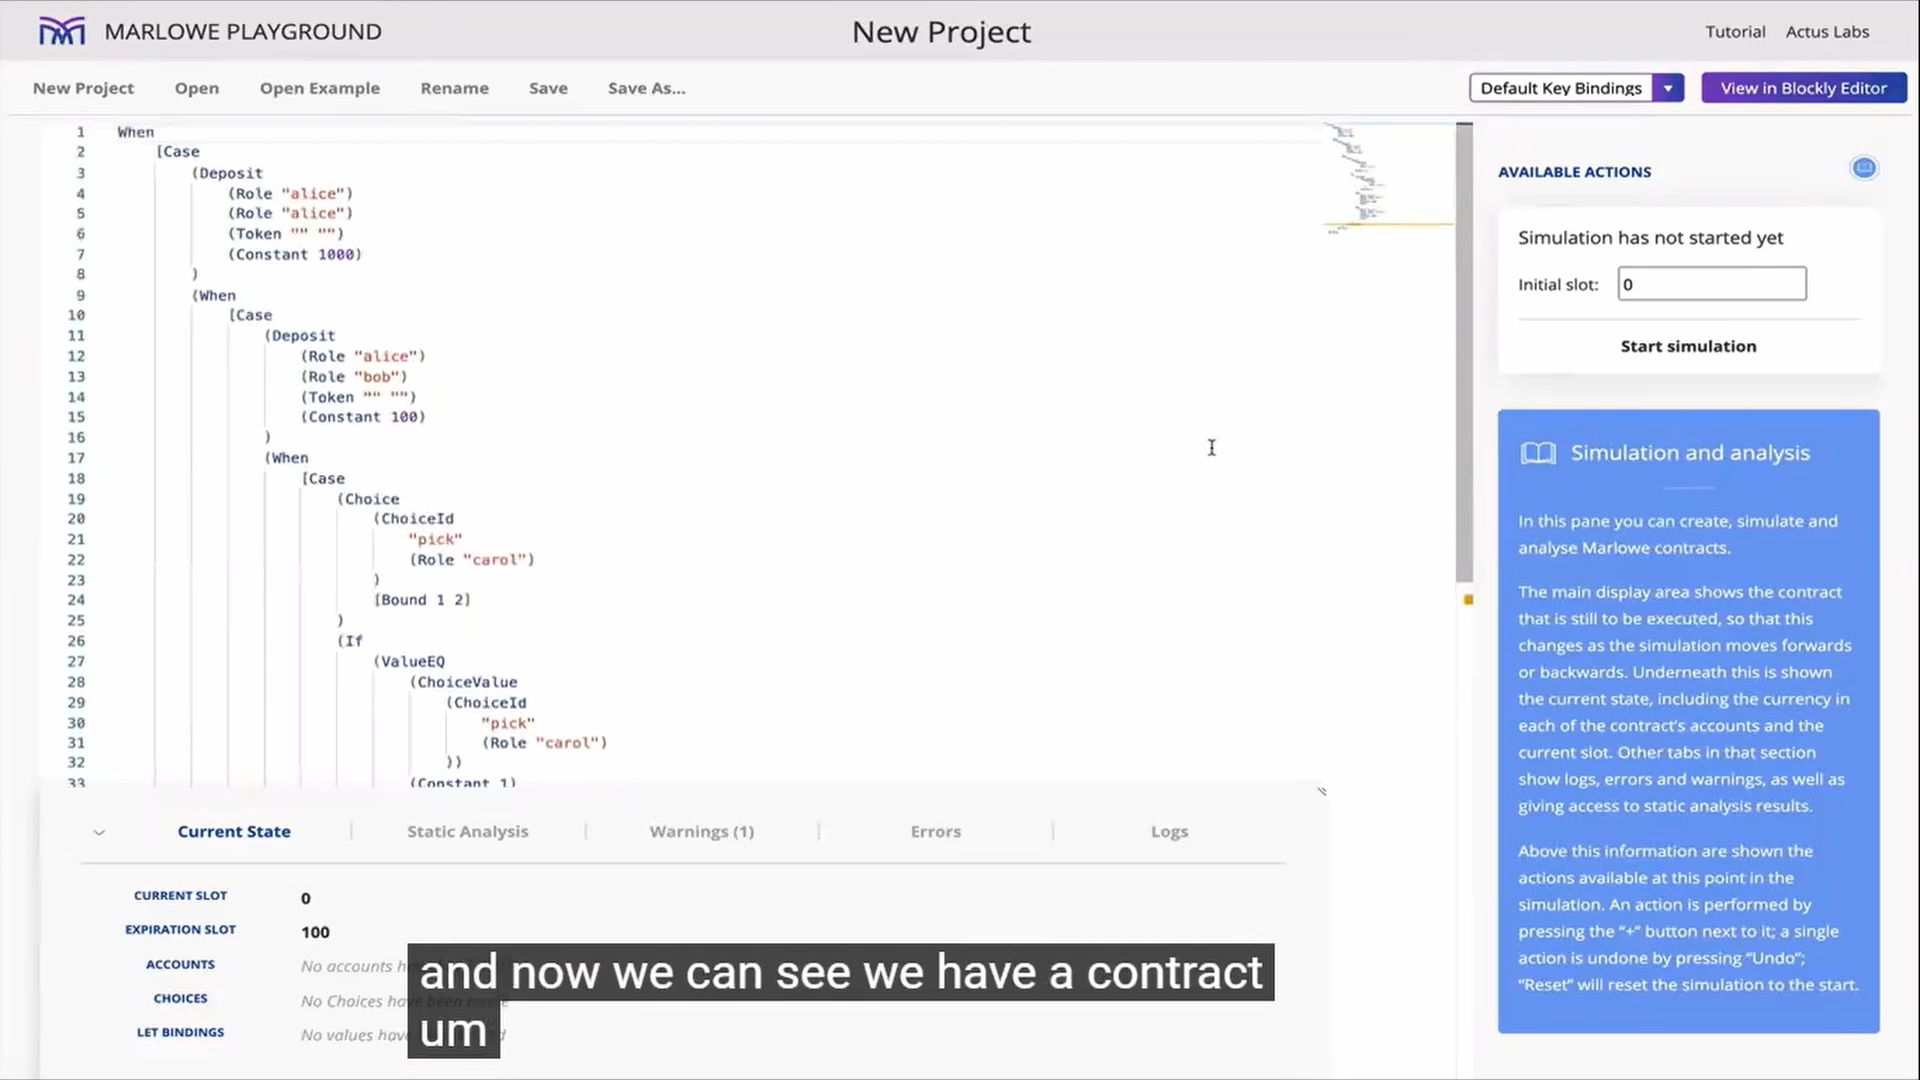 MARLOWE PLAYGROUND
New Project
Tutorial Actus Labs
New Project Open Open Example Rename Save Save As...
Default Key Bindings
View in Blockly Editor
1 When
2 [Case
3 (Deposit
4 (Role "alice")
5 (Role "alice")
6 (Token "" "")
7 (Constant 1000)
8 )
9 (When
10 [Case
11 (Deposit
12 (Role "alice")
13 (Role "bob")
14 (Token "" "")
15 (Constant 100)
16 )
17 (When
18 [Case
19 (Choice
20 (ChoiceId
21 "pick"
22 (Role "carol")
23 )
24 [Bound 1 2]
25 )
26 (If
27 (ValueEQ
28 (ChoiceValue
29 (ChoiceId
30 "pick"
31 (Role "carol")
32 ))
33 (Constant 1)
AVAILABLE ACTIONS
Simulation has not started yet
Initial slot: 0
Start simulation
Simulation and analysis
In this pane you can create, simulate and
analyse Marlowe contracts.
The main display area shows the contract
that is still to be executed, so that this
changes as the simulation moves forwards
or backwards. Underneath this is shown
the current state, including the currency in
each of the contract's accounts and the
current slot. Other tabs in that section
show logs, errors and warnings, as well as
giving access to static analysis results.
Above this information are shown the
actions available at this point in the
simulation. An action is performed by
pressing the "+" button next to it; a single
action is undone by pressing "Undo";
"Reset" will reset the simulation to the start.
Current State Static Analysis Warnings (1) Errors Logs
CURRENT SLOT 0
EXPIRATION SLOT 100
ACCOUNTS No accounts
CHOICES No Choices have been made
LET BINDINGS No values have
and now we can see we have a contract
um